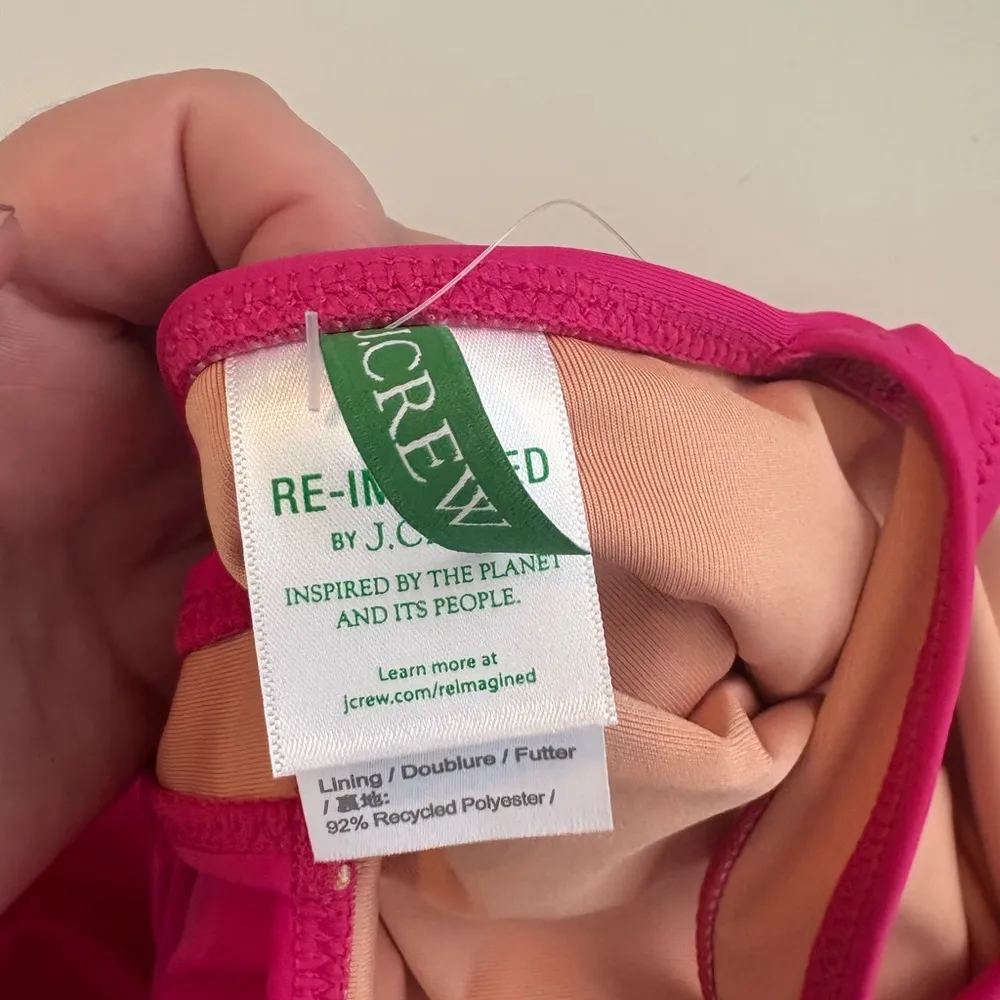 J.CREW
RE-IM ED
BY J.C
INSPIRED BY THE PLANET
AND ITS PEOPLE.
Learn more at
jcrew.com/reimagined
Lining / Doublure / Futter
/ 裏地:
92% Recycled Polyester /